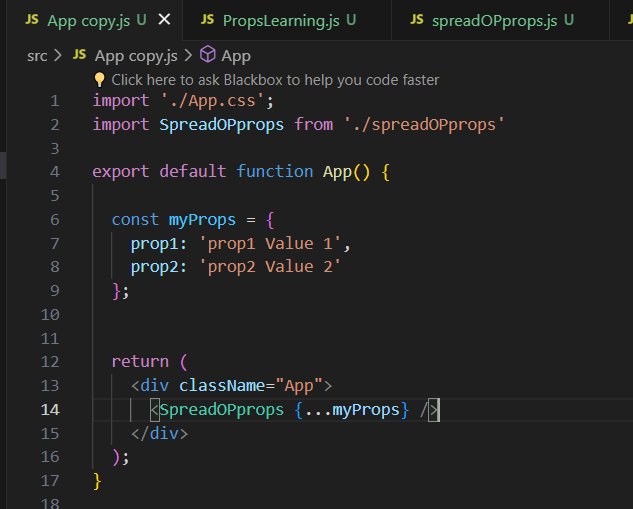 JS App copy.js U JS PropsLearning.js U JS spreadOPprops.js U
src > JS App copy.js > App
Click here to ask Blackbox to help you code faster
1 import './App.css';
2 import SpreadOPprops from './spreadOPprops'
3
4 export default function App() {
5
6 const myProps = {
7 prop1: 'prop1 Value 1',
8 prop2: 'prop2 Value 2'
9 };
10
11
12 return (
13 <div className="App">
14 <SpreadOPprops {...myProps} />
15 </div>
16 );
17 }
18